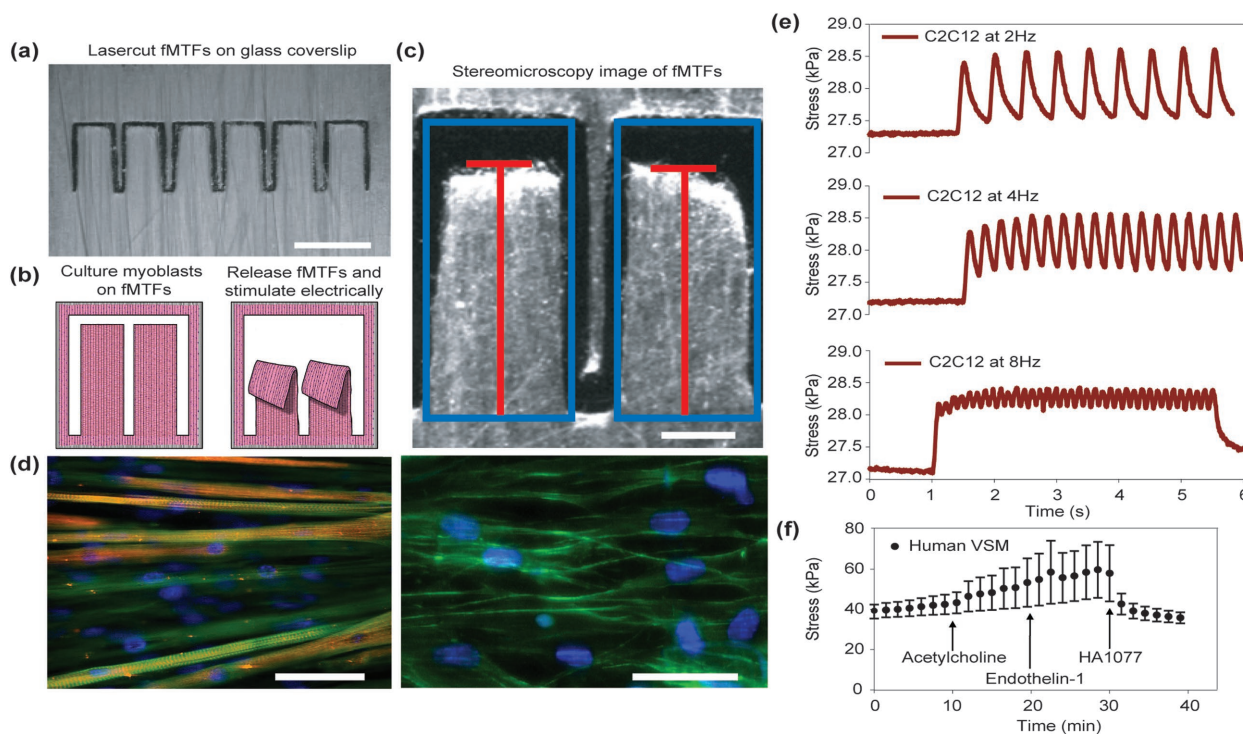 (a)
Lasercut fMTFs on glass coverslip
(b)
Culture myoblasts
on fMTFs
Release fMTFs and
stimulate electrically
(c)
Stereomicroscopy image of fMTFs
(d)
(e)
29.0
28.5
28.0
27.5
27.0
Stress (kPa)
C2C12 at 2Hz
29.0
28.5
28.0
27.5
27.0
Stress (kPa)
C2C12 at 4Hz
29.0
28.5
28.0
27.5
27.0
Stress (kPa)
C2C12 at 8Hz
0 1 2 3 4 5 6
Time (s)
(f)
80
60
40
20
0
Stress (kPa)
Human VSM
Acetylcholine
Endothelin-1
HA1077
0 10 20 30 40
Time (min)